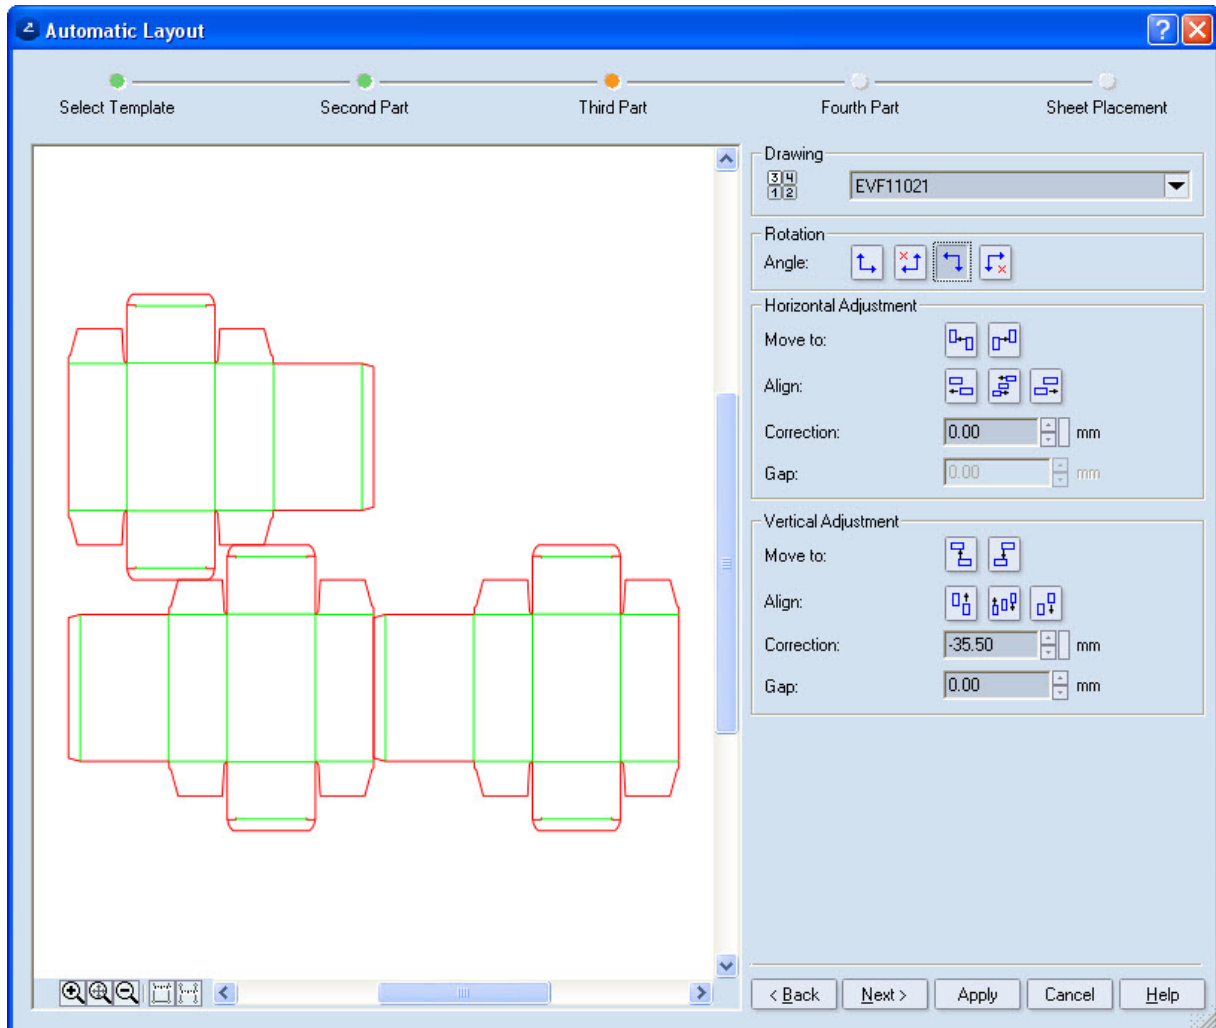 Automatic Layout
Select Template
Second Part
Third Part
Fourth Part
Sheet Placement
Drawing
3 4
1 2
EVF11021
Rotation
Angle:
Horizontal Adjustment
Move to:
Align:
Correction: 0.00 mm
Gap: 0.00 mm
Vertical Adjustment
Move to:
Align:
Correction: -35.50 mm
Gap: 0.00 mm
< Back
Next >
Apply
Cancel
Help